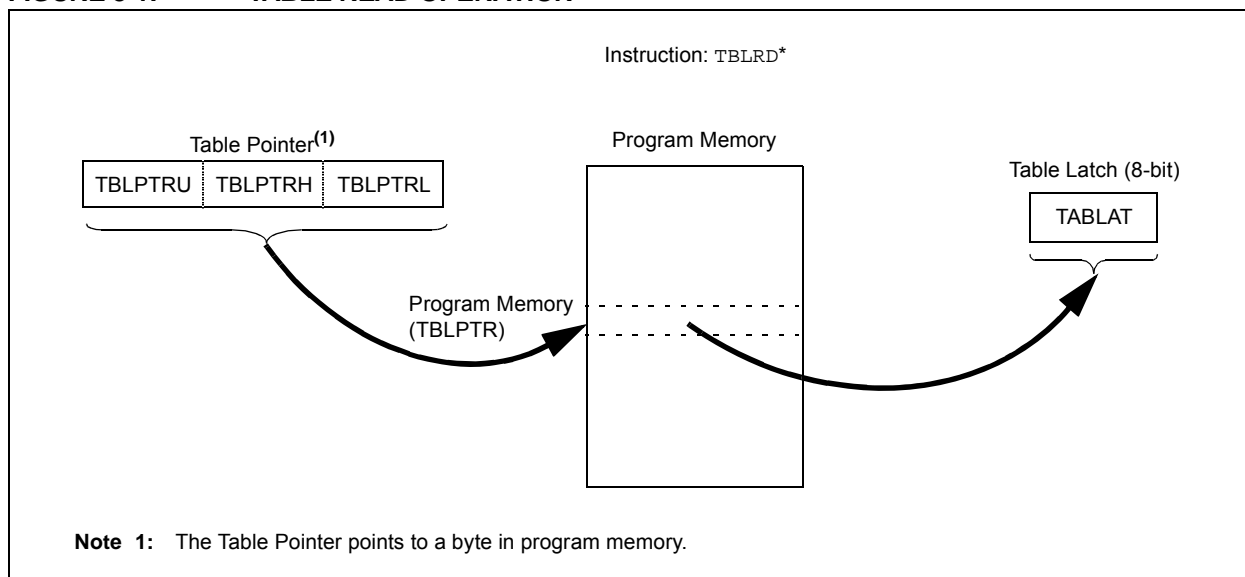 Instruction: TBLRD*
Table Pointer(1)
Program Memory
Table Latch (8-bit)
TBLPTRU TBLPTRH TBLPTRL
TABLAT
Program Memory
(TBLPTR)
Note 1: The Table Pointer points to a byte in program memory.